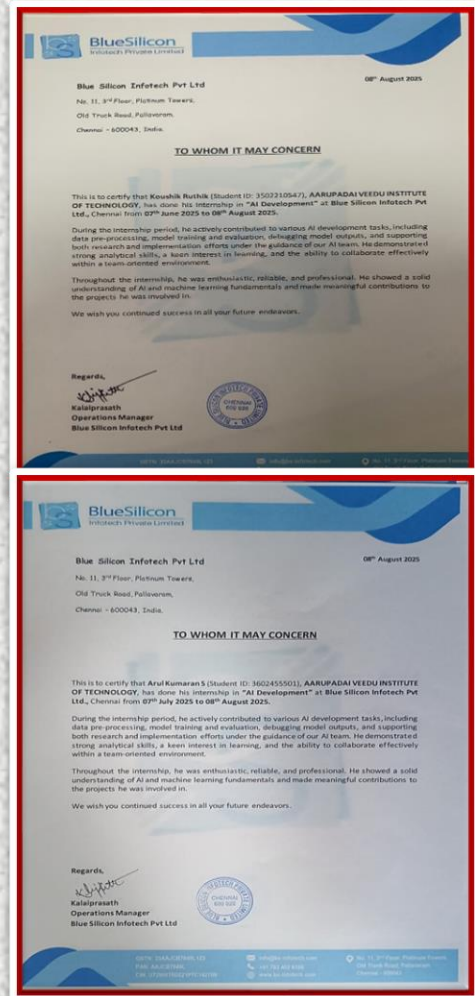 BlueSilicon
Infotech Private Limited
08th August 2025
Blue Silicon Infotech Pvt Ltd
No. 11, 3rd Floor, Platinum Towers,
Old Truck Road, Pallavaram,
Chennai – 600043, India.
TO WHOM IT MAY CONCERN
This is to certify that Koushik Ruthik (Student ID: 3502210547), AARUPADAI VEEDU INSTITUTE
OF TECHNOLOGY, has done his internship in "AI Development" at Blue Silicon Infotech Pvt
Ltd., Chennai from 07th June 2025 to 08th August 2025.
During the internship period, he actively contributed to various AI development tasks, including
data pre-processing, model training and evaluation, debugging model outputs, and supporting
both research and implementation efforts under the guidance of our AI team. He demonstrated
strong analytical skills, a keen interest in learning, and the ability to collaborate effectively
within a team-oriented environment.
Throughout the internship, he was enthusiastic, reliable, and professional. He showed a solid
understanding of AI and machine learning fundamentals and made meaningful contributions to
the projects he was involved in.
We wish you continued success in all your future endeavors.
Regards,
Kalaiprasath
Operations Manager
Blue Silicon Infotech Pvt Ltd
CHENNAI
BlueSilicon
Infotech Private Limited
08th August 2025
Blue Silicon Infotech Pvt Ltd
No. 11, 3rd Floor, Platinum Towers,
Old Truck Road, Pallavaram,
Chennai – 600043, India.
TO WHOM IT MAY CONCERN
This is to certify that Arul Kumaran S (Student ID: 3602455501), AARUPADAI VEEDU INSTITUTE
OF TECHNOLOGY, has done his internship in "AI Development" at Blue Silicon Infotech Pvt
Ltd., Chennai from 07th July 2025 to 08th August 2025.
During the internship period, he actively contributed to various AI development tasks, including
data pre-processing, model training and evaluation, debugging model outputs, and supporting
both research and implementation efforts under the guidance of our AI team. He demonstrated
strong analytical skills, a keen interest in learning, and the ability to collaborate effectively
within a team-oriented environment.
Throughout the internship, he was enthusiastic, reliable, and professional. He showed a solid
understanding of AI and machine learning fundamentals and made meaningful contributions to
the projects he was involved in.
We wish you continued success in all your future endeavors.
Regards,
Kalaiprasath
Operations Manager
Blue Silicon Infotech Pvt Ltd
CHENNAI